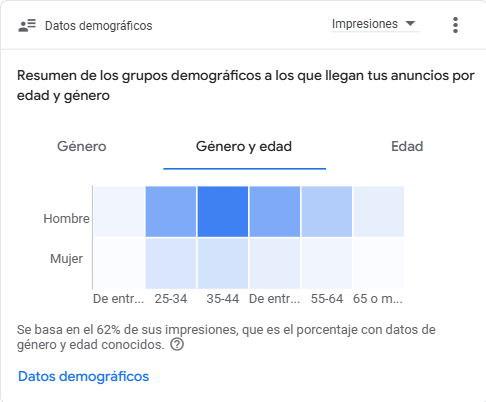 Datos demográficos
Impresiones
Resumen de los grupos demográficos a los que llegan tus anuncios por
edad y género
Género
Género y edad
Edad
Hombre
Mujer
De entr... 25-34 35-44 De entr... 55-64 65 o m...
Se basa en el 62% de sus impresiones, que es el porcentaje con datos de
género y edad conocidos.
Datos demográficos